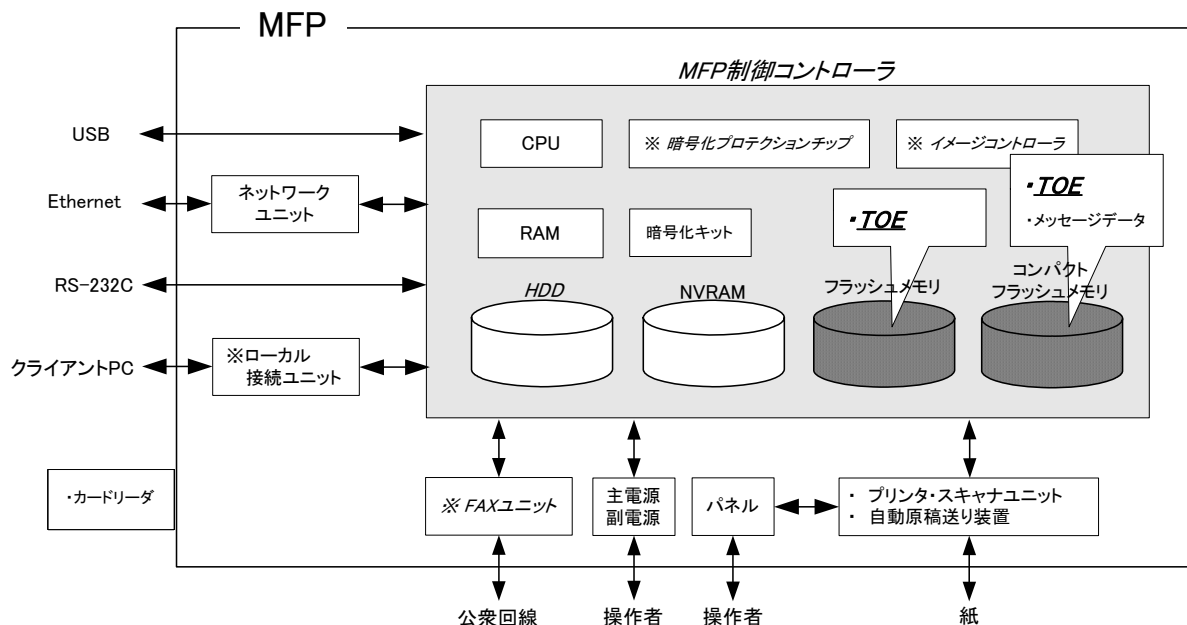 MFP
MFP制御コントローラ
USB
CPU
※ 暗号化プロテクションチップ
※ イメージコントローラ
・TOE
・メッセージデータ
Ethernet
ネットワーク
ユニット
・TOE
RAM
暗号化キット
RS-232C
HDD
NVRAM
フラッシュメモリ
コンパクト
フラッシュメモリ
クライアントPC
※ローカル
接続ユニット
・カードリーダ
※ FAXユニット
主電源
副電源
パネル
・ プリンタ・スキャナユニット
・ 自動原稿送り装置
公衆回線
操作者
操作者
紙